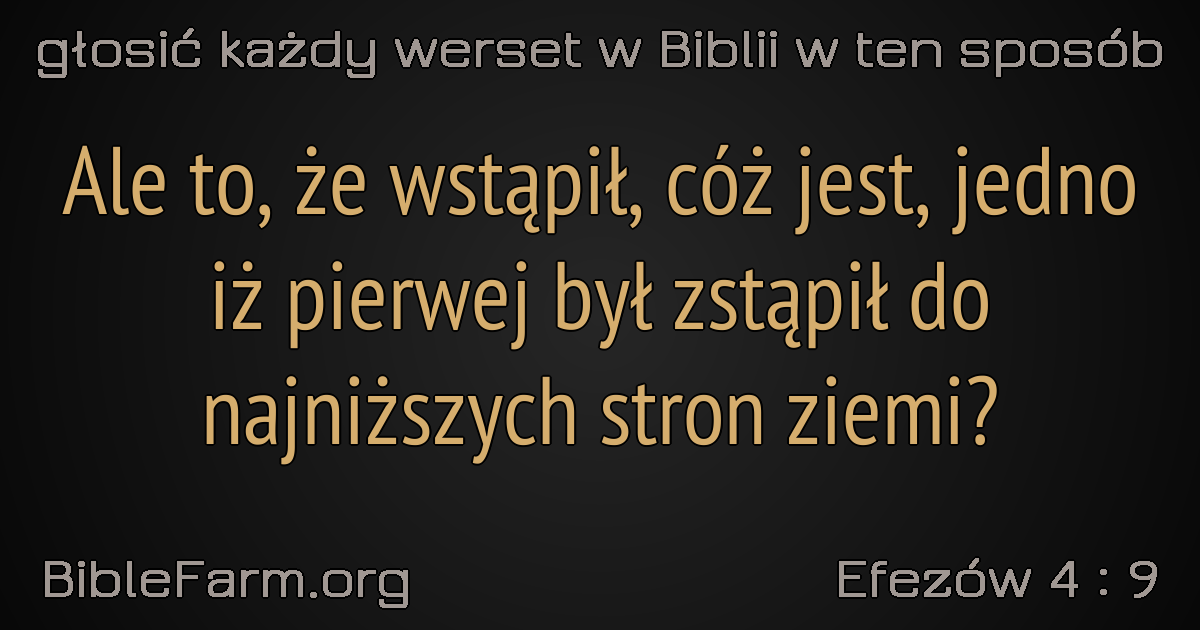 głosić każdy werset w Biblii w ten sposób
Ale to, że wstąpił, cóż jest, jedno
iż pierwej był zstąpił do
najniższych stron ziemi?
BibleFarm.org
Efezów 4 : 9